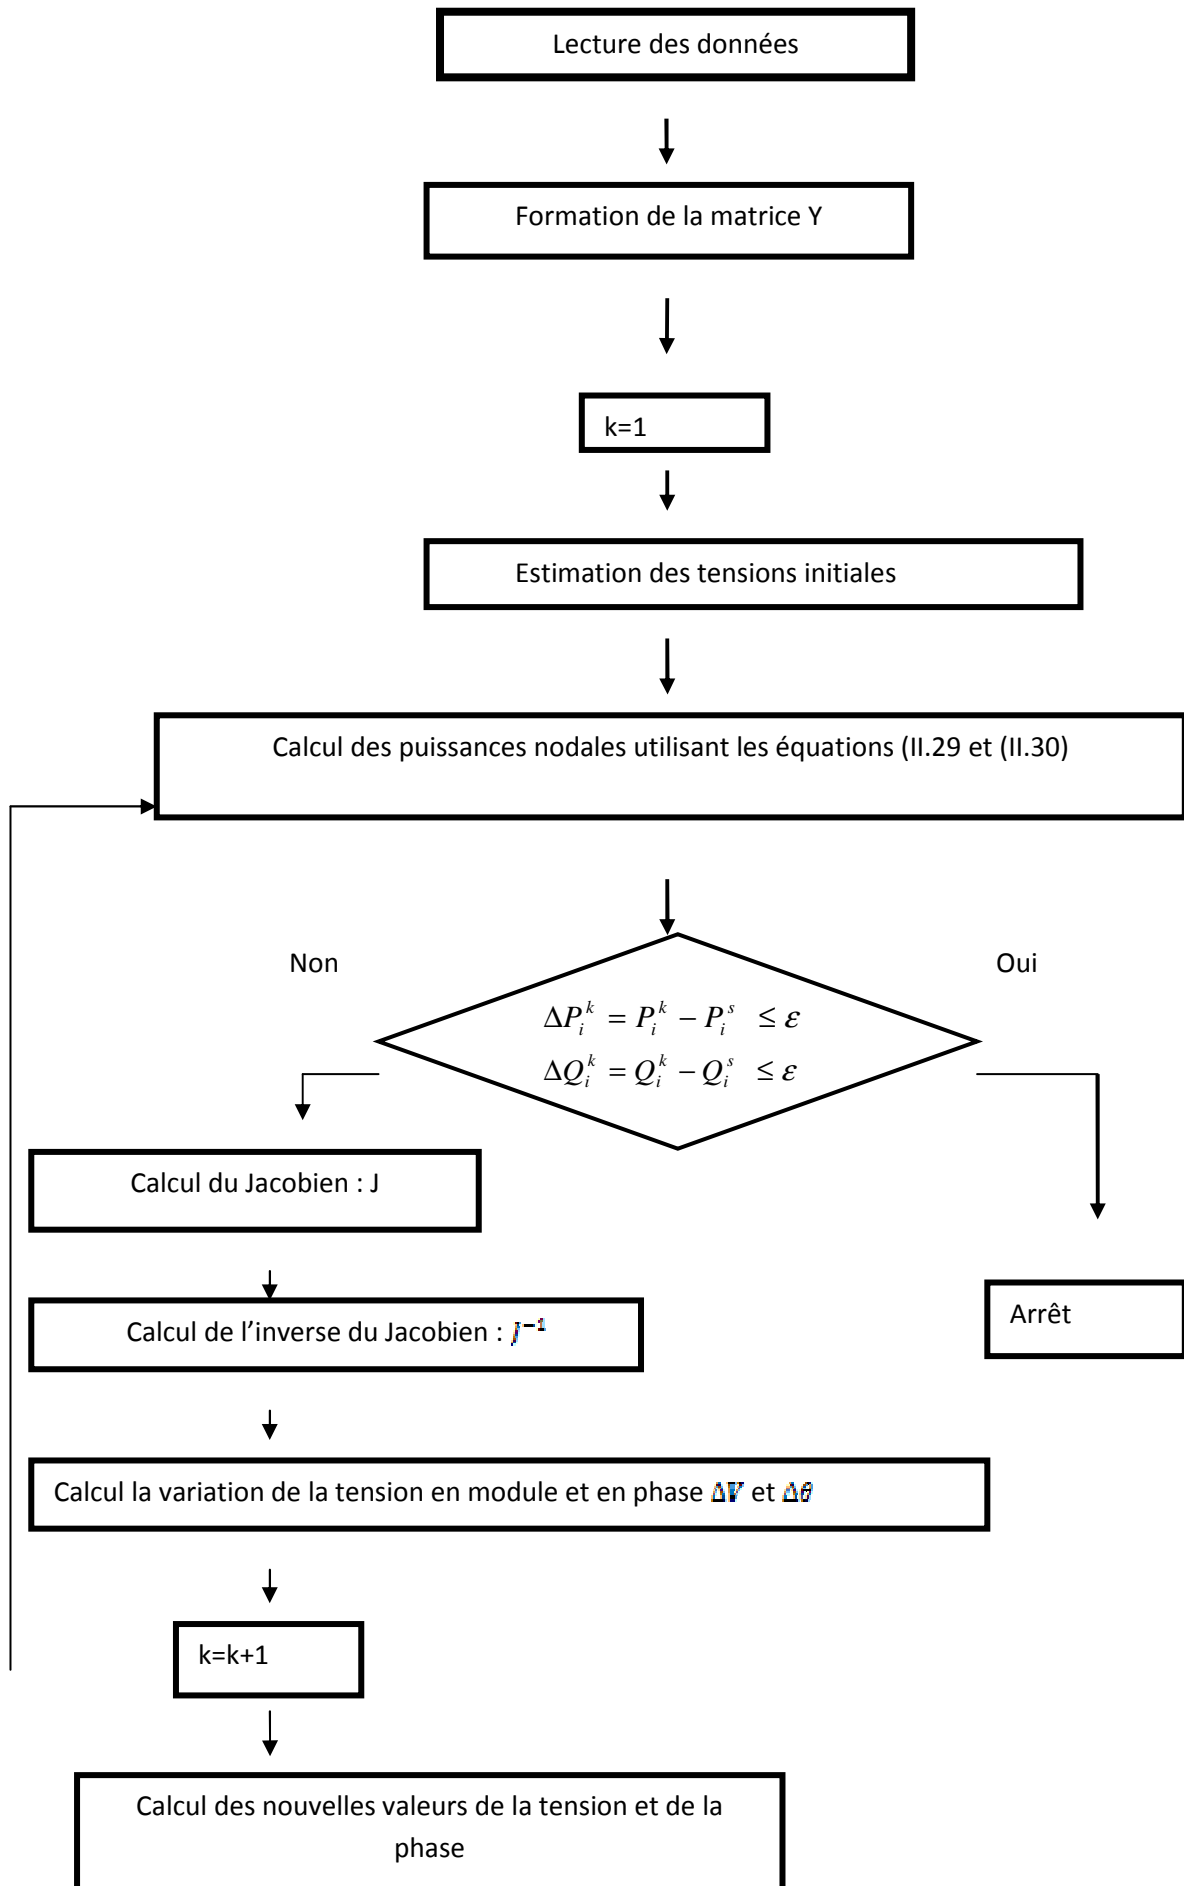 Lecture des données
Formation de la matrice Y
k=1
Estimation des tensions initiales
Calcul des puissances nodales utilisant les équations (II.29 et (II.30)
Non
Oui
ΔP_i^k = P_i^k − P_i^s ≤ ε
ΔQ_i^k = Q_i^k − Q_i^s ≤ ε
Calcul du Jacobien : J
Calcul de l’inverse du Jacobien : J⁻¹
Arrêt
Calcul la variation de la tension en module et en phase ΔV et Δθ
k=k+1
Calcul des nouvelles valeurs de la tension et de la
phase